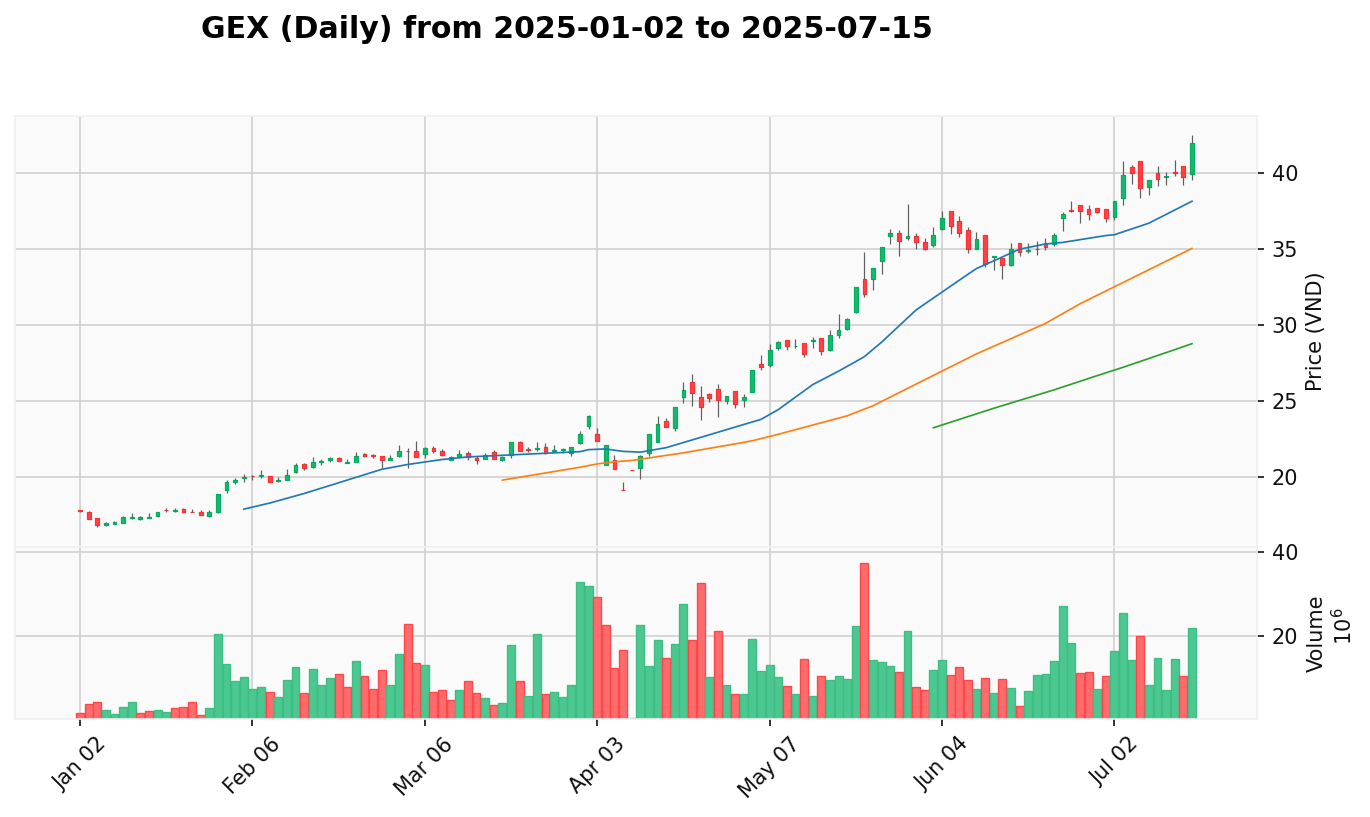 GEX (Daily) from 2025-01-02 to 2025-07-15
40
35
30
25
20
Price (VND)
40
20
Volume
10^6
Jan 02
Feb 06
Mar 06
Apr 03
May 07
Jun 04
Jul 02